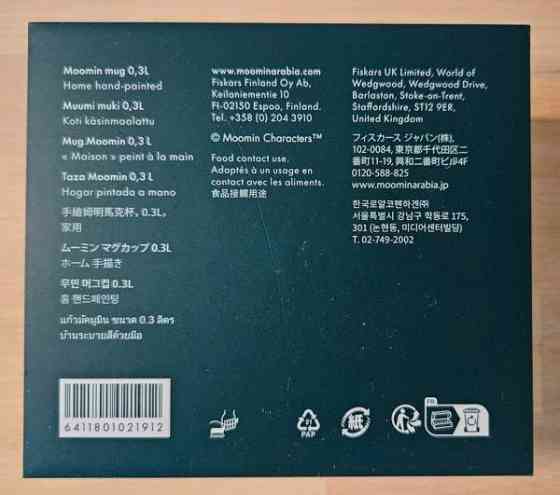 Moomin mug 0,3L
Home hand-painted
Muumi muki 0,3L
Koti käsinmaalattu
Mug Moomin 0,3 L
« Maison » peint à la main
Taza Moomin 0,3 L
Hogar pintado a mano
手繪姆明馬克杯, 0.3L。
家用
ムーミン マグカップ 0.3L
ホーム 手描き
무민 머그컵 0.3L
홈 핸드페인팅
แก้วมัคมูมิน ขนาด 0.3 ลิตร
บ้านระบายสีด้วยมือ
6411801021912
www.moominarabia.com
Fiskars Finland Oy Ab,
Keilaniementie 10
FI-02150 Espoo, Finland.
Tel. +358 (0) 204 3910
© Moomin Characters™
Food contact use.
Adaptés à un usage en
contact avec les aliments.
食品接觸用途
Fiskars UK Limited, World of
Wedgwood, Wedgwood Drive,
Barlaston, Stoke-on-Trent,
Staffordshire, ST12 9ER,
United Kingdom
フィスカース ジャパン(株),
102-0084, 東京都千代田区二
番町11-19, 興和二番町ビル4F
0120-588-825
www.moominarabia.jp
한국로얄코펜하겐㈜
서울특별시 강남구 학동로 175,
301 (논현동, 미디어센터빌딩)
T. 02-749-2002
21
PAP
紙
FR